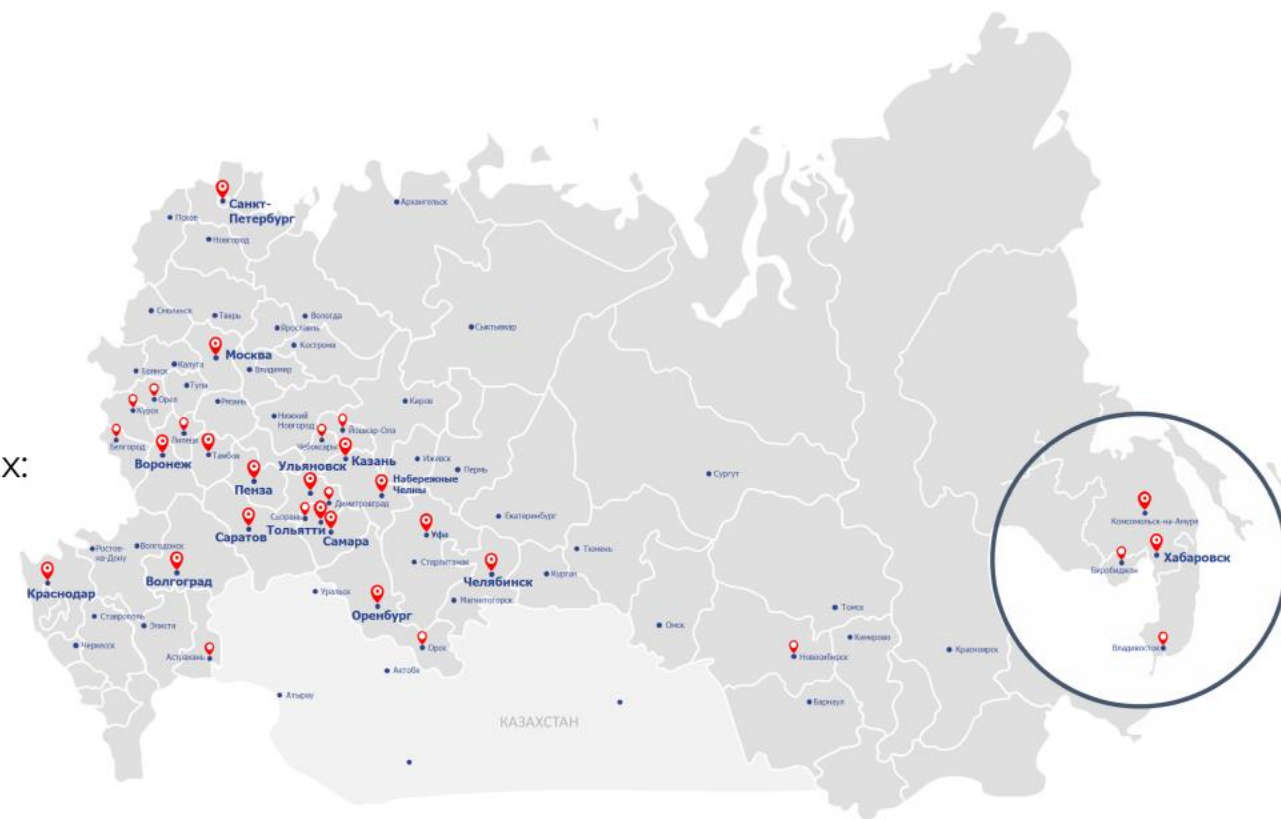 Санкт-
Петербург
Архангельск
Псков
Новгород
Смоленск
Тверь
Вологда
Ярославль
Сыктывкар
Кострома
Москва
Калуга
Брянск
Владимир
Тула
Орел
Рязань
Киров
Курск
Нижний
Новгород
Йошкар-Ола
Липецк
Белгород
Чебоксары
Тамбов
Воронеж
Казань
Ижевск
Ульяновск
Пермь
Сургут
х:
Набережные
Челны
Пенза
Димитровград
Сызрань
Екатеринбург
Комсомольск-на-Амуре
Тольятти
Саратов
Самара
Уфа
Ростов-
на-Дону
Волгодонск
Тюмень
Хабаровск
Стерлитамак
Биробиджан
Курган
Волгоград
Челябинск
Краснодар
Уральск
Магнитогорск
Томск
Оренбург
Ставрополь
Элиста
Омск
Кемерово
Черкесск
Орск
Владивосток
Астрахань
Новосибирск
Красноярск
Актобе
Атырау
Барнаул
КАЗАХСТАН